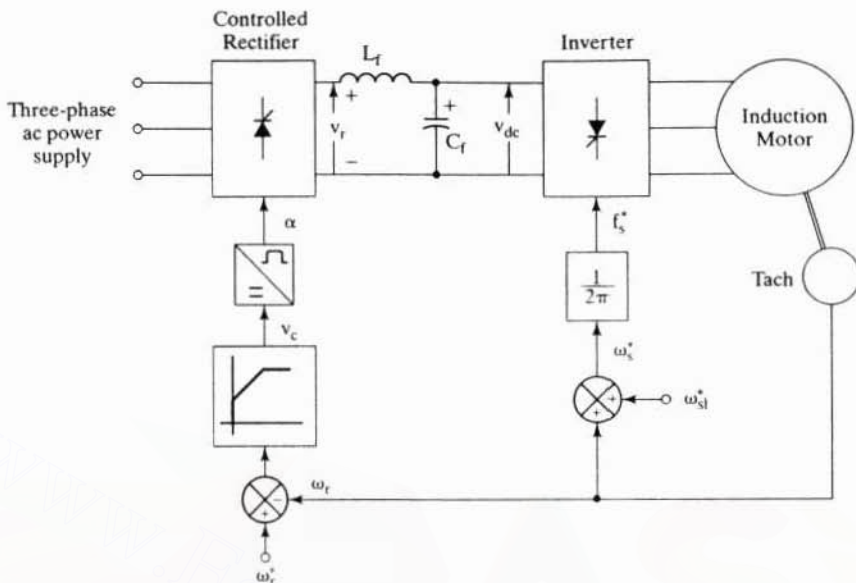 Controlled
Rectifier
Inverter
L_f
Three-phase
ac power
supply
+
v_r
−
+
C_f
v_dc
Induction
Motor
α
f_s*
=
1
2π
Tach
v_c
ω_s*
+
+
ω_sl*
ω_r
−
+
ω_r*